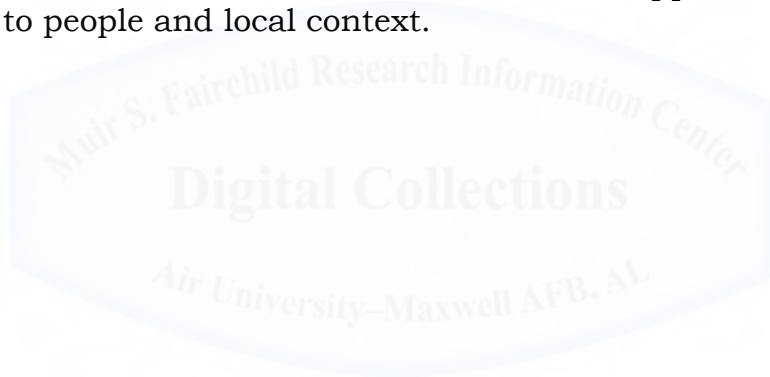 to people and local context.
Muir S. Fairchild Research Information Center
Digital Collections
Air University–Maxwell AFB, AL